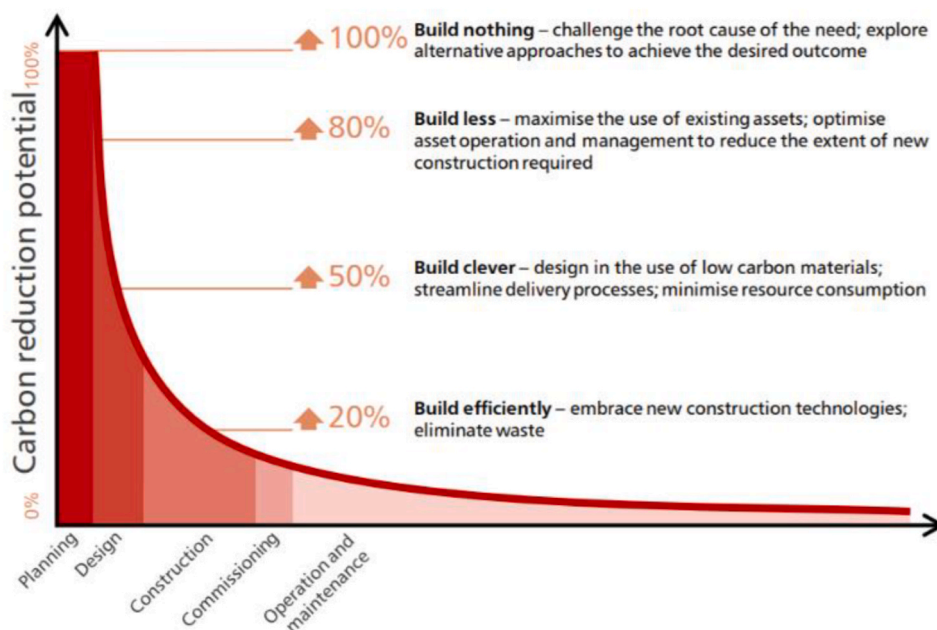 Carbon reduction potential
100%
0%
100%
Build nothing – challenge the root cause of the need; explore
alternative approaches to achieve the desired outcome
80%
Build less – maximise the use of existing assets; optimise
asset operation and management to reduce the extent of new
construction required
50%
Build clever – design in the use of low carbon materials;
streamline delivery processes; minimise resource consumption
20%
Build efficiently – embrace new construction technologies;
eliminate waste
Planning
Design
Construction
Commissioning
Operation and
maintenance